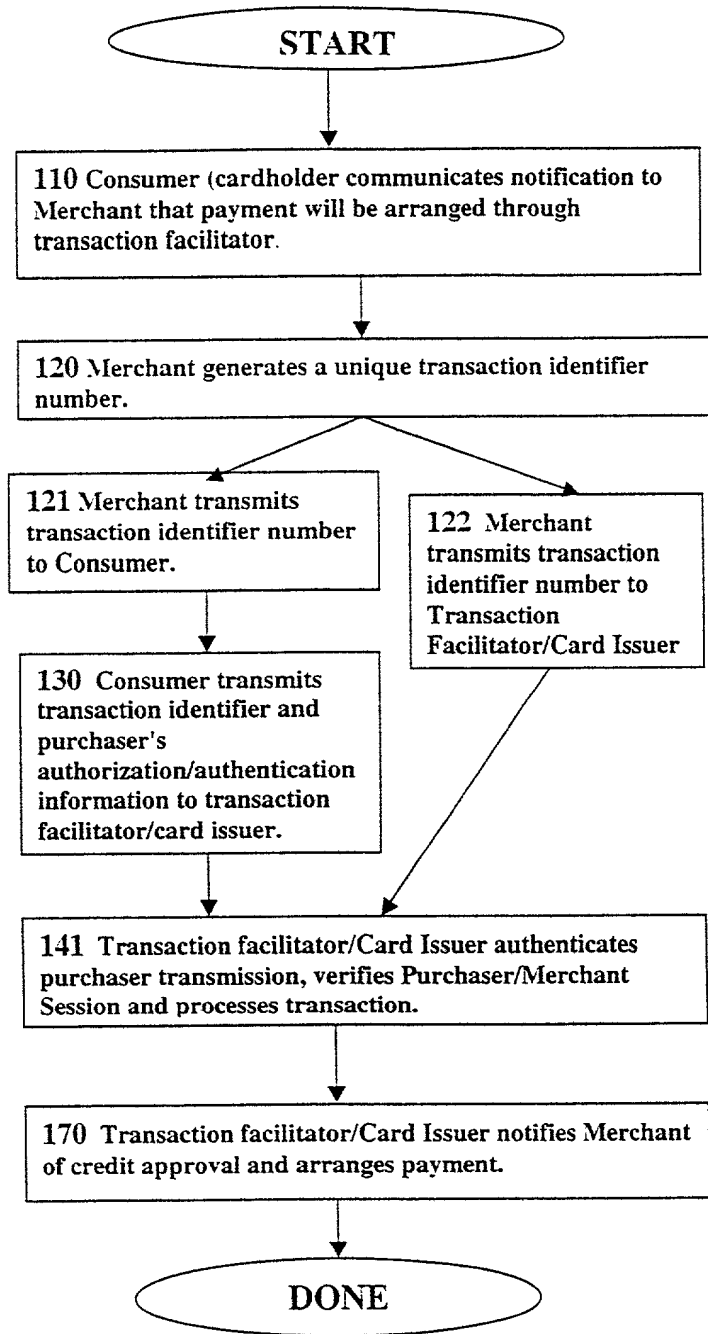 START
110 Consumer (cardholder communicates notification to
Merchant that payment will be arranged through
transaction facilitator.
120 Merchant generates a unique transaction identifier
number.
121 Merchant transmits
transaction identifier number
to Consumer.
122 Merchant
transmits transaction
identifier number to
Transaction
Facilitator/Card Issuer
130 Consumer transmits
transaction identifier and
purchaser's
authorization/authentication
information to transaction
facilitator/card issuer.
141 Transaction facilitator/Card Issuer authenticates
purchaser transmission, verifies Purchaser/Merchant
Session and processes transaction.
170 Transaction facilitator/Card Issuer notifies Merchant
of credit approval and arranges payment.
DONE